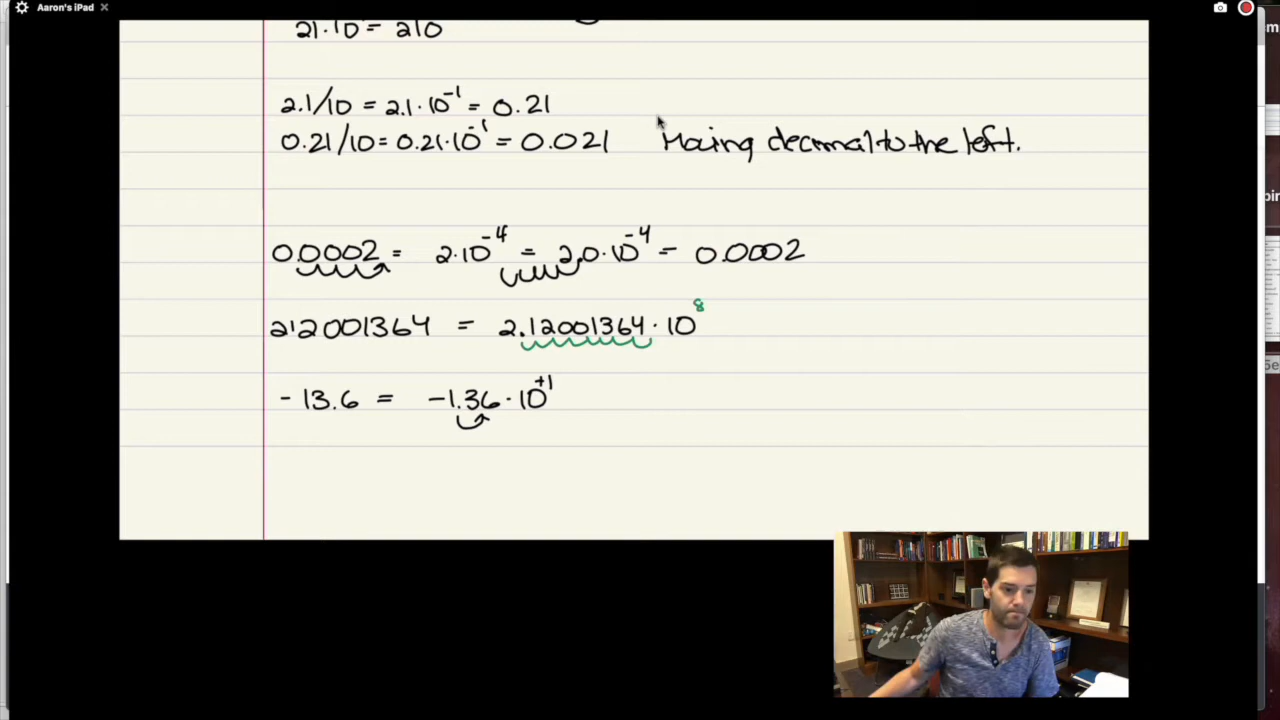 Aaron's iPad
21·10 = 210
2.1/10 = 2.1·10⁻¹ = 0.21
0.21/10 = 0.21·10⁻¹ = 0.021 Moving decimal to the left.
0.0002 = 2·10⁻⁴ = 2.0·10⁻⁴ = 0.0002
212001364 = 2.12001364·10⁸
-13.6 = -1.36·10⁺¹